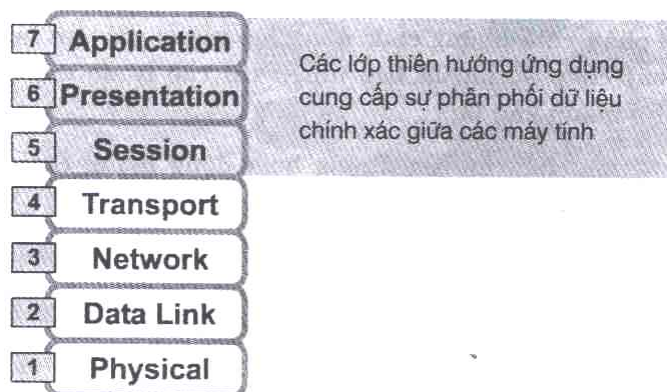 7 Application
6 Presentation
5 Session
4 Transport
3 Network
2 Data Link
1 Physical
Các lớp thiên hướng ứng dụng
cung cấp sự phân phối dữ liệu
chính xác giữa các máy tính